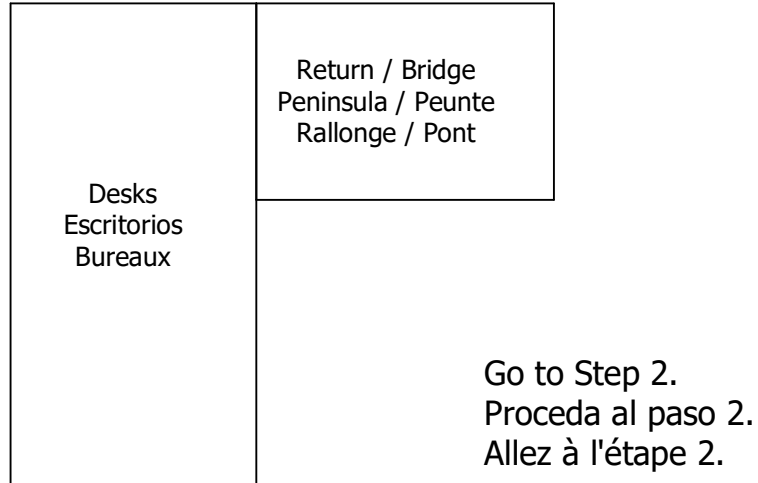 Return / Bridge
Peninsula / Peunte
Rallonge / Pont
Desks
Escritorios
Bureaux
Go to Step 2.
Proceda al paso 2.
Allez à l'étape 2.